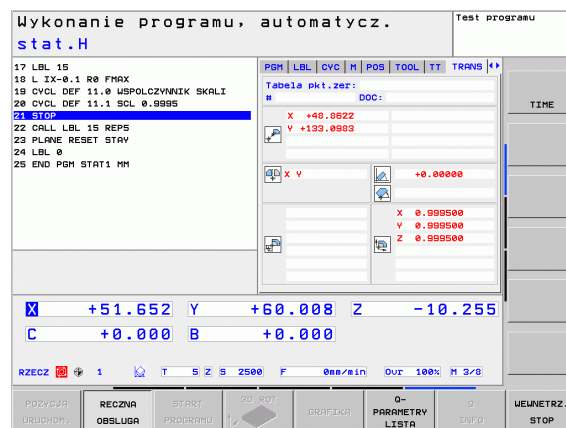 Wykonanie programu, automatycz.
Test programu
stat.H
17 LBL 15
18 L IX-0.1 R0 FMAX
19 CYCL DEF 11.0 WSPOLCZYNNIK SKALI
20 CYCL DEF 11.1 SCL 0.9995
21 STOP
22 CALL LBL 15 REP5
23 PLANE RESET STAY
24 LBL 0
25 END PGM STAT1 MM
PGM LBL CYC M POS TOOL TT TRANS
Tabela pkt.zer:
# DOC:
X +48.8622
Y +133.0983
X Y
+0.00000
X 0.999500
Y 0.999500
Z 0.999500
TIME
X +51.652 Y +60.008 Z -10.255
C +0.000 B +0.000
RZECZ 1 T 5 Z S 2500 F 0mm/min Ovr 100% M 3/8
POZYCJA URUCHOM.
RECZNA OBSLUGA
START PROGRAMU
3D ROT
GRAFIKA
Q-PARAMETRY LISTA
Q INFO
WEWNETRZ. STOP